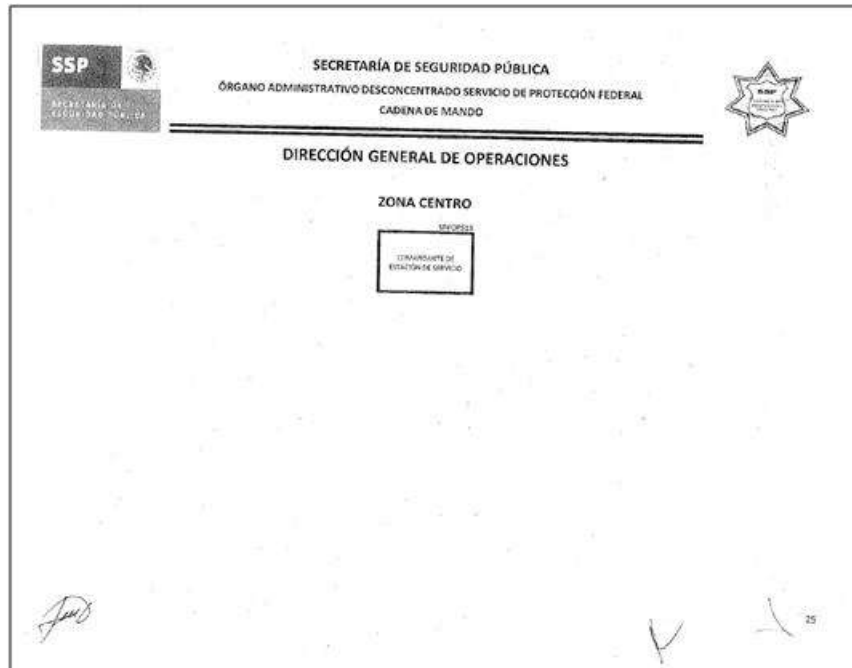 SSP
SECRETARÍA DE
SEGURIDAD PÚBLICA
SECRETARÍA DE SEGURIDAD PÚBLICA
ÓRGANO ADMINISTRATIVO DESCONCENTRADO SERVICIO DE PROTECCIÓN FEDERAL
CADENA DE MANDO
SSP
DIRECCIÓN GENERAL DE OPERACIONES
ZONA CENTRO
COMANDANTE DE
ESTACIÓN DE SERVICIO
25